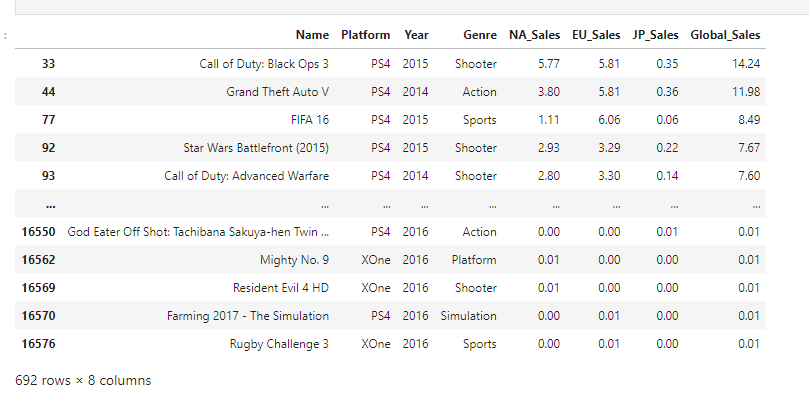 :
Name Platform Year Genre NA_Sales EU_Sales JP_Sales Global_Sales
33 Call of Duty: Black Ops 3 PS4 2015 Shooter 5.77 5.81 0.35 14.24
44 Grand Theft Auto V PS4 2014 Action 3.80 5.81 0.36 11.98
77 FIFA 16 PS4 2015 Sports 1.11 6.06 0.06 8.49
92 Star Wars Battlefront (2015) PS4 2015 Shooter 2.93 3.29 0.22 7.67
93 Call of Duty: Advanced Warfare PS4 2014 Shooter 2.80 3.30 0.14 7.60
... ... ... ... ... ... ... ... ...
16550 God Eater Off Shot: Tachibana Sakuya-hen Twin ... PS4 2016 Action 0.00 0.00 0.01 0.01
16562 Mighty No. 9 XOne 2016 Platform 0.01 0.00 0.00 0.01
16569 Resident Evil 4 HD XOne 2016 Shooter 0.01 0.00 0.00 0.01
16570 Farming 2017 - The Simulation PS4 2016 Simulation 0.00 0.01 0.00 0.01
16576 Rugby Challenge 3 XOne 2016 Sports 0.00 0.01 0.00 0.01
692 rows × 8 columns